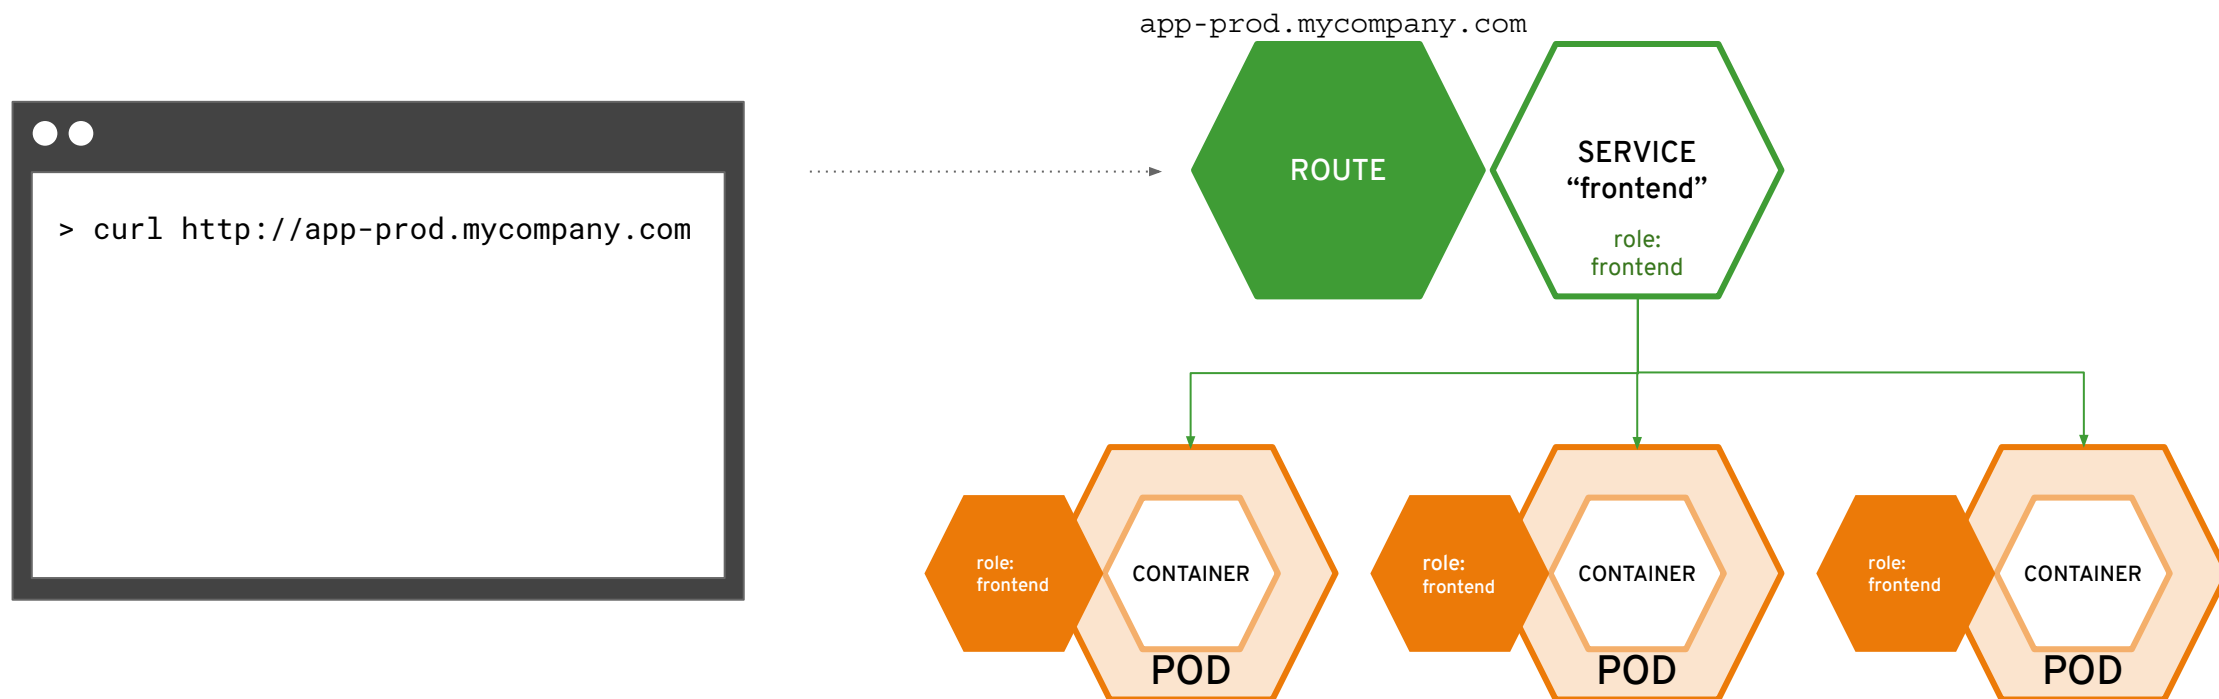 app-prod.mycompany.com
> curl http://app-prod.mycompany.com
ROUTE
SERVICE
“frontend”
role:
frontend
role:
frontend
CONTAINER
POD
role:
frontend
CONTAINER
POD
role:
frontend
CONTAINER
POD